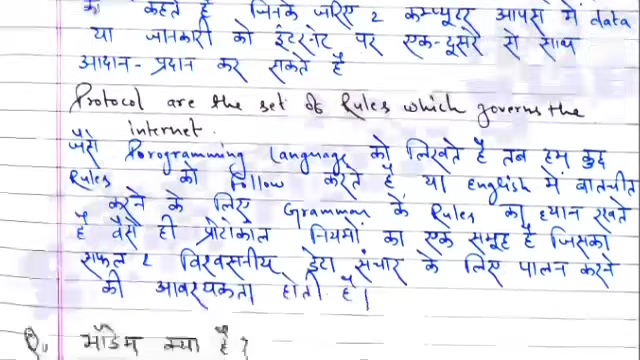 को कहते है जिनके जरिए 2 कम्प्यूटर आपस में data
या जानकारी को इंटरनेट पर एक-दूसरे से साथ
आदान-प्रदान कर सकते है
Protocol are the set of Rules which governs the
internet.
जैसे Programming Language को लिखते है तब हम कुछ
Rules को follow करते है, या English में बातचीत
करने के लिए Grammar के Rules का ध्यान रखते
है वैसे ही प्रोटोकोल नियमों का एक समूह है जिसका
सफल 2 विश्वसनीय डेटा संचार के लिए पालन करने
की आवश्यकता होती है।
Q. मॉडेम क्या है?